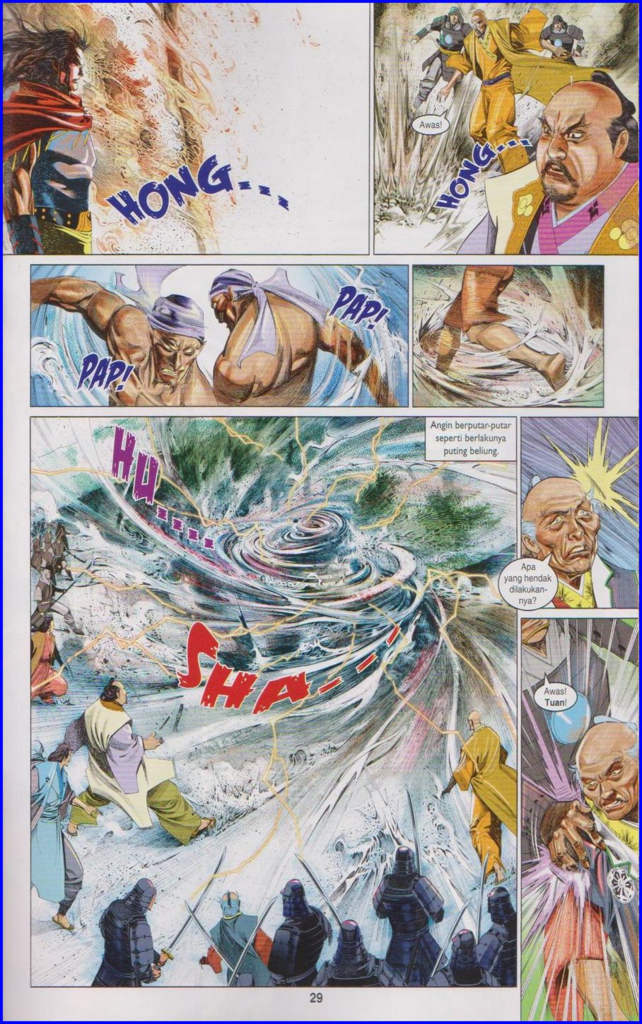 HONG...
Awas!
HONG...
PAP!
PAP!
Angin berputar-putar
seperti berlakunya
puting beliung.
HU....
SHA---
Apa
yang hendak
dilakukan-
nya?
Awas!
Tuan!
29